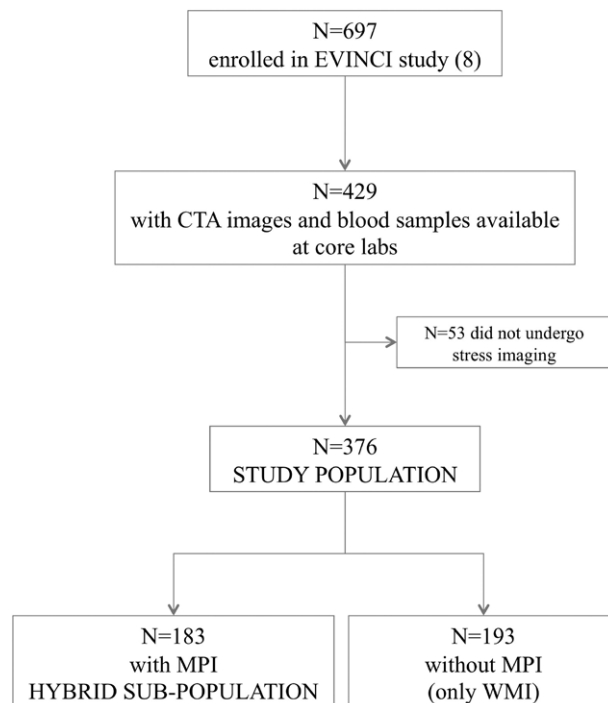 N=697
enrolled in EVINCI study (8)
N=429
with CTA images and blood samples available
at core labs
N=53 did not undergo
stress imaging
N=376
STUDY POPULATION
N=183
with MPI
HYBRID SUB-POPULATION
N=193
without MPI
(only WMI)